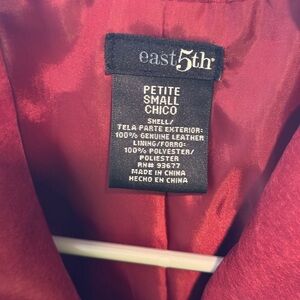 east5th
PETITE
SMALL
CHICO
SHELL/
TELA PARTE EXTERIOR:
100% GENUINE LEATHER
LINING/FORRO:
100% POLYESTER/
POLIESTER
RN# 93677
MADE IN CHINA
HECHO EN CHINA